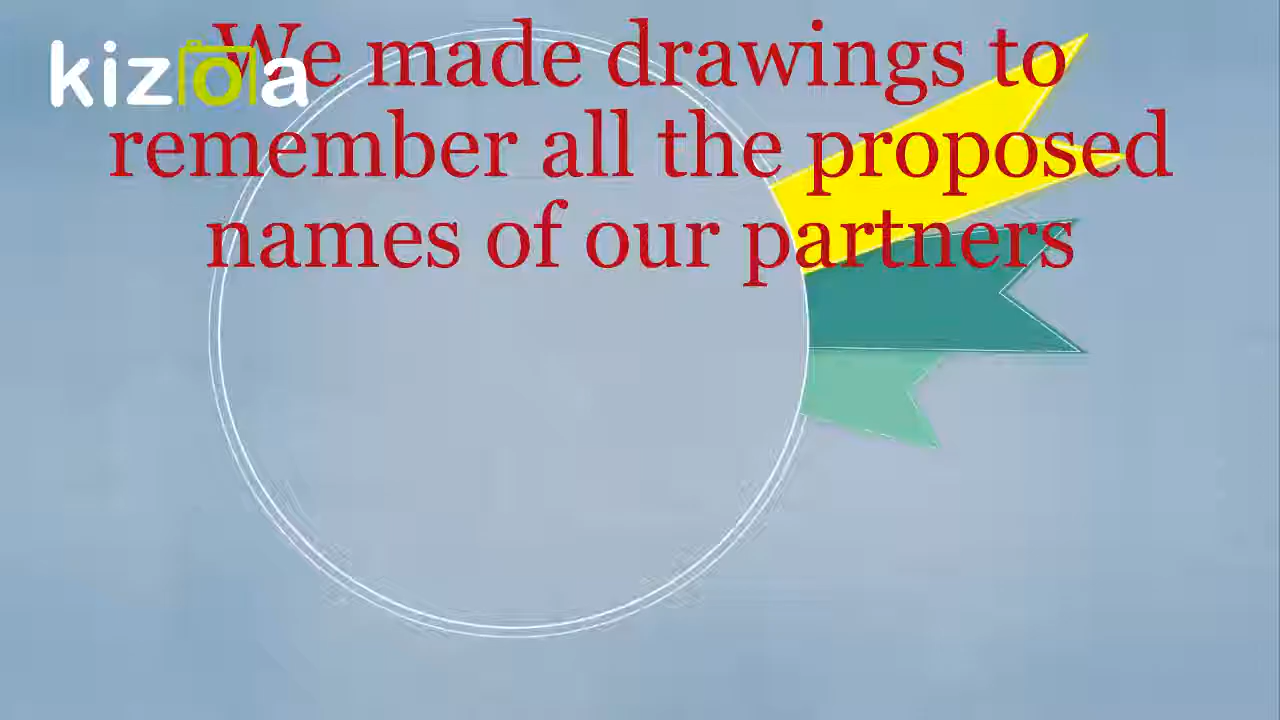 kizoa
We made drawings to
remember all the proposed
names of our partners